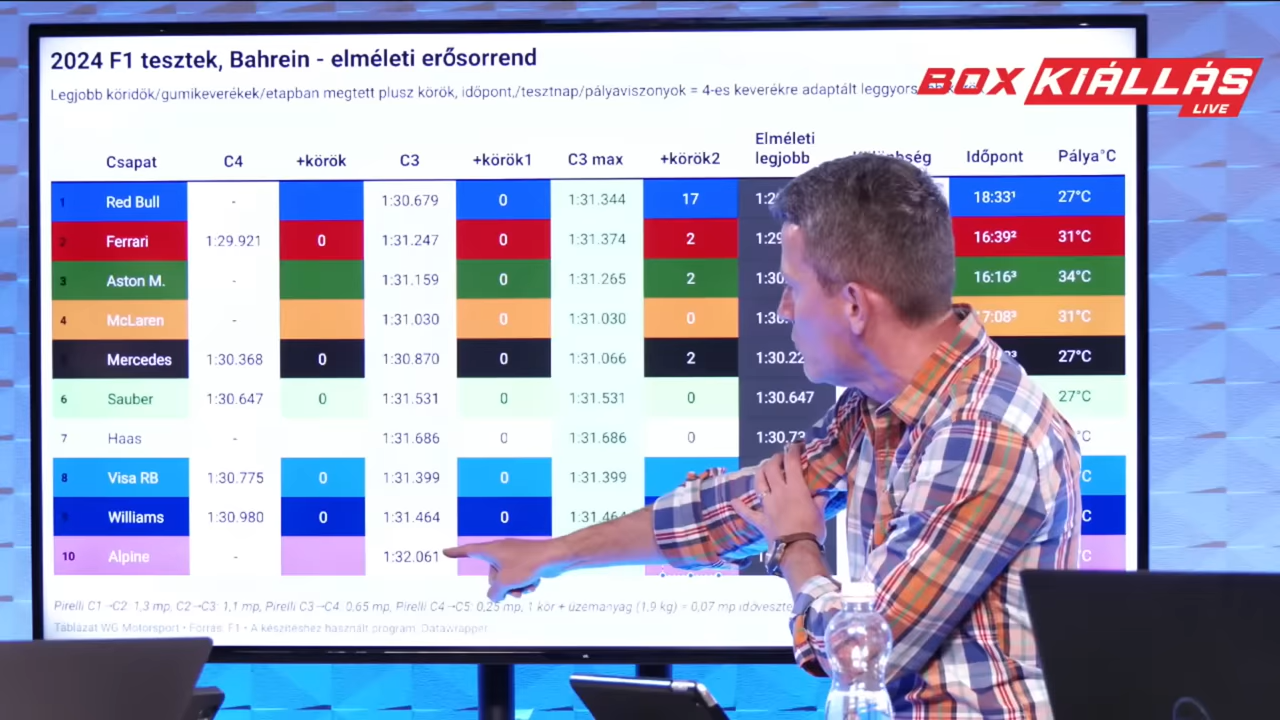 2024 F1 tesztek, Bahrein - elméleti erősorrend
BOX KIÁLLÁS
LIVE
Legjobb köridők/gumikeverékek/etapban megtett plusz körök, időpont,/tesztnap/pályaviszonyok = 4-es keverékre adaptált
Csapat C4 +körök C3 +körök1 C3 max +körök2 Elméleti legjobb Időpont Pálya°C
1 Red Bull - 1:30.679 0 1:31.344 17 18:33¹ 27°C
2 Ferrari 1:29.921 0 1:31.247 0 1:31.374 2 16:39² 31°C
3 Aston M. - 1:31.159 0 1:31.265 2 16:16³ 34°C
4 McLaren - 1:31.030 0 1:31.030 0 31°C
Mercedes 1:30.368 0 1:30.870 0 1:31.066 2 27°C
6 Sauber 1:30.647 0 1:31.531 0 1:31.531 0 1:30.647 27°C
7 Haas - 1:31.686 0 1:31.686 0
8 Visa RB 1:30.775 0 1:31.399 0 1:31.399
9 Williams 1:30.980 0 1:31.464 0 1:31.464
10 Alpine - 1:32.061
Pirelli C1→C2: 1,3 mp, C2→C3: 1,1 mp, Pirelli C3→C4: 0,65 mp, Pirelli C4→C5: 0,25 mp, 1 kör + üzemanyag (1,9 kg) = 0,07 mp
Táblázat WG Motorsport • Forrás: F1 • A készítéshez használt program: Datawrapper